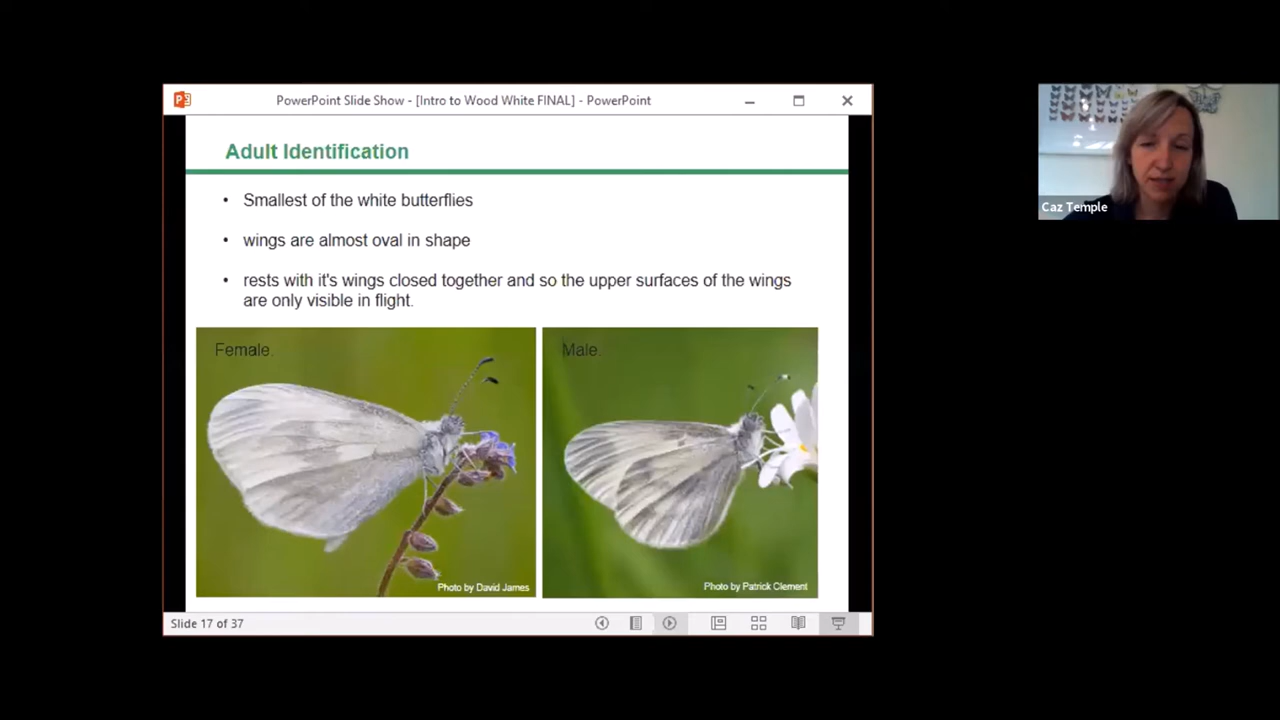 PowerPoint Slide Show - [Intro to Wood White FINAL] - PowerPoint
Adult Identification
• Smallest of the white butterflies
• wings are almost oval in shape
• rests with it's wings closed together and so the upper surfaces of the wings
are only visible in flight.
Female.
Male.
Photo by David James
Photo by Patrick Clement
Slide 17 of 37
Caz Temple